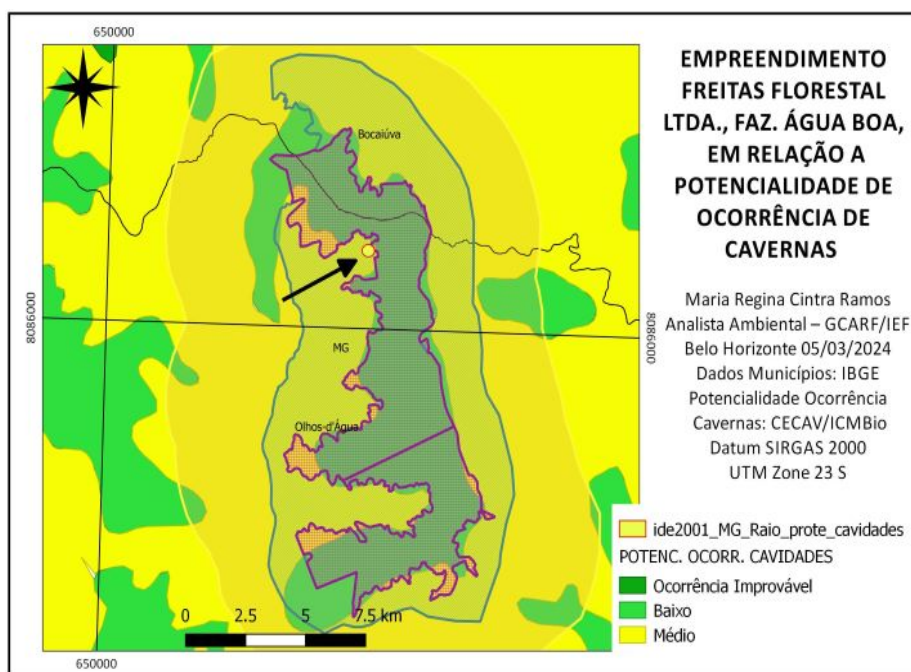 650000
Bocaiúva
8086000
8086000
MG
Olhos-d'Água
0 2.5 5 7.5 km
650000
EMPREENDIMENTO
FREITAS FLORESTAL
LTDA., FAZ. ÁGUA BOA,
EM RELAÇÃO A
POTENCIALIDADE DE
OCORRÊNCIA DE
CAVERNAS
Maria Regina Cintra Ramos
Analista Ambiental – GCARF/IEF
Belo Horizonte 05/03/2024
Dados Municípios: IBGE
Potencialidade Ocorrência
Cavernas: CECAV/ICMBio
Datum SIRGAS 2000
UTM Zone 23 S
ide2001_MG_Raio_prote_cavidades
POTENC. OCORR. CAVIDADES
Ocorrência Improvável
Baixo
Médio